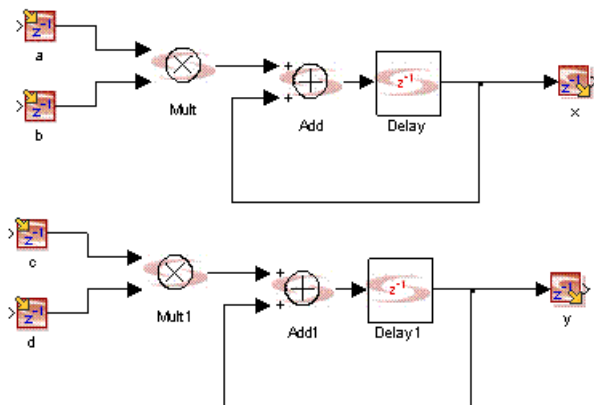 z⁻¹
a
z⁻¹
b
Mult
+
+
Add
z⁻¹
Delay
z⁻¹
x
z⁻¹
c
z⁻¹
d
Mult1
+
+
Add1
z⁻¹
Delay1
z⁻¹
y